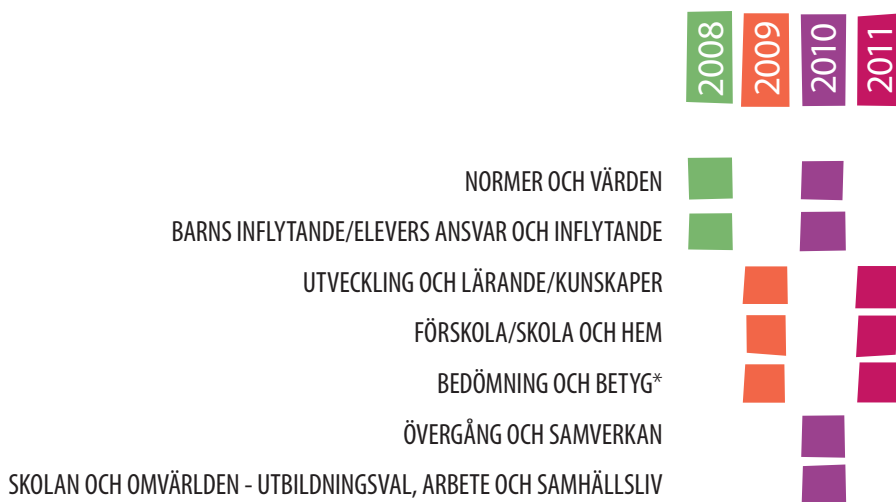 2008 2009 2010 2011
NORMER OCH VÄRDEN
BARNS INFLYTANDE/ELEVERS ANSVAR OCH INFLYTANDE
UTVECKLING OCH LÄRANDE/KUNSKAPER
FÖRSKOLA/SKOLA OCH HEM
BEDÖMNING OCH BETYG*
ÖVERGÅNG OCH SAMVERKAN
SKOLAN OCH OMVÄRLDEN - UTBILDNINGSVAL, ARBETE OCH SAMHÄLLSLIV